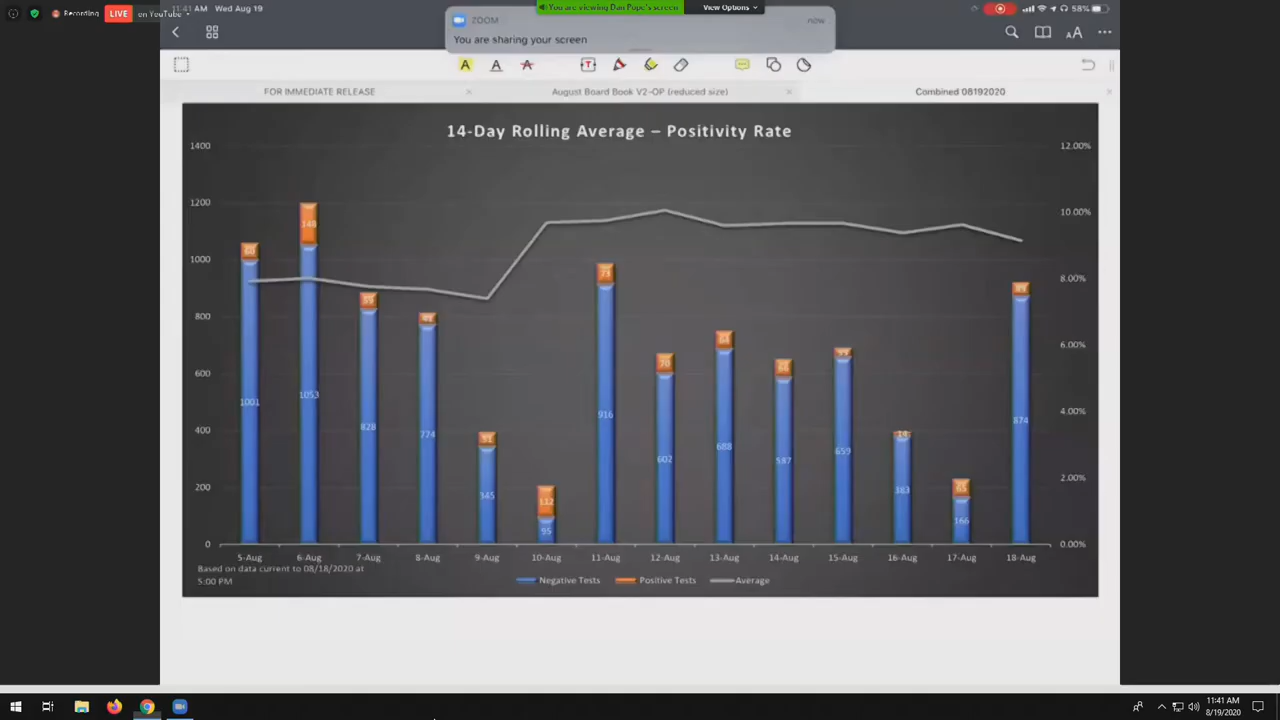 Recording
LIVE
on YouTube
11:41 AM Wed Aug 19
You are viewing Dan Pope's screen
View Options
58%
ZOOM
now
You are sharing your screen
FOR IMMEDIATE RELEASE
August Board Book V2-OP (reduced size)
Combined 08192020
14-Day Rolling Average – Positivity Rate
1400
12.00%
1200
10.00%
1000
8.00%
800
6.00%
600
4.00%
400
2.00%
200
0
0.00%
148
73
70
14
65
112
1001
1053
828
774
345
95
916
602
688
587
659
383
166
874
5-Aug
6-Aug
7-Aug
8-Aug
9-Aug
10-Aug
11-Aug
12-Aug
13-Aug
14-Aug
15-Aug
16-Aug
17-Aug
18-Aug
Based on data current to 08/18/2020 at
5:00 PM
Negative Tests
Positive Tests
Average
11:41 AM
8/19/2020